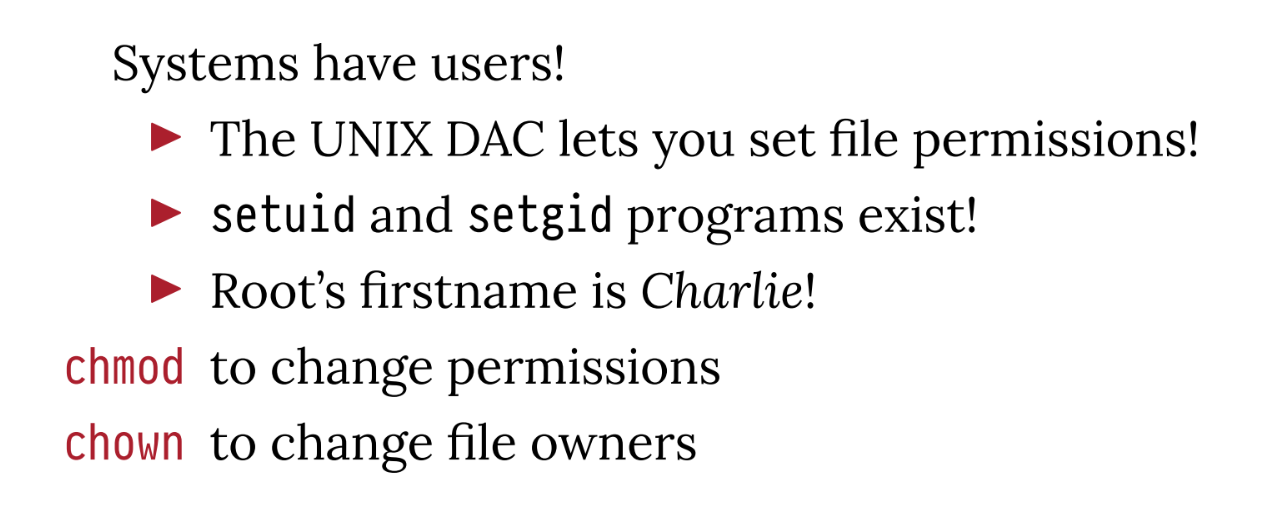 Systems have users!
The UNIX DAC lets you set file permissions!
setuid and setgid programs exist!
Root’s firstname is Charlie!
chmod to change permissions
chown to change file owners